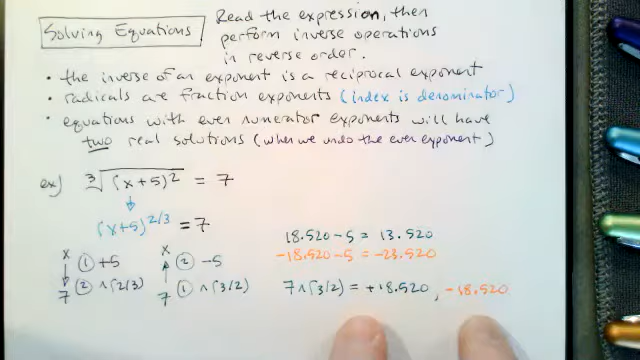 Solving Equations
Read the expression, then
perform inverse operations
in reverse order.
• the inverse of an exponent is a reciprocal exponent
• radicals are fraction exponents (index is denominator)
• equations with even numerator exponents will have
two real solutions (when we undo the even exponent)
ex) ∛(x+5)² = 7
(x+5)^2/3 = 7
18.520 - 5 = 13.520
-18.520 - 5 = -23.520
x ① +5 x ② -5
7 ② ^(2/3) 7 ① ^(3/2) 7^(3/2) = +18.520, -18.520